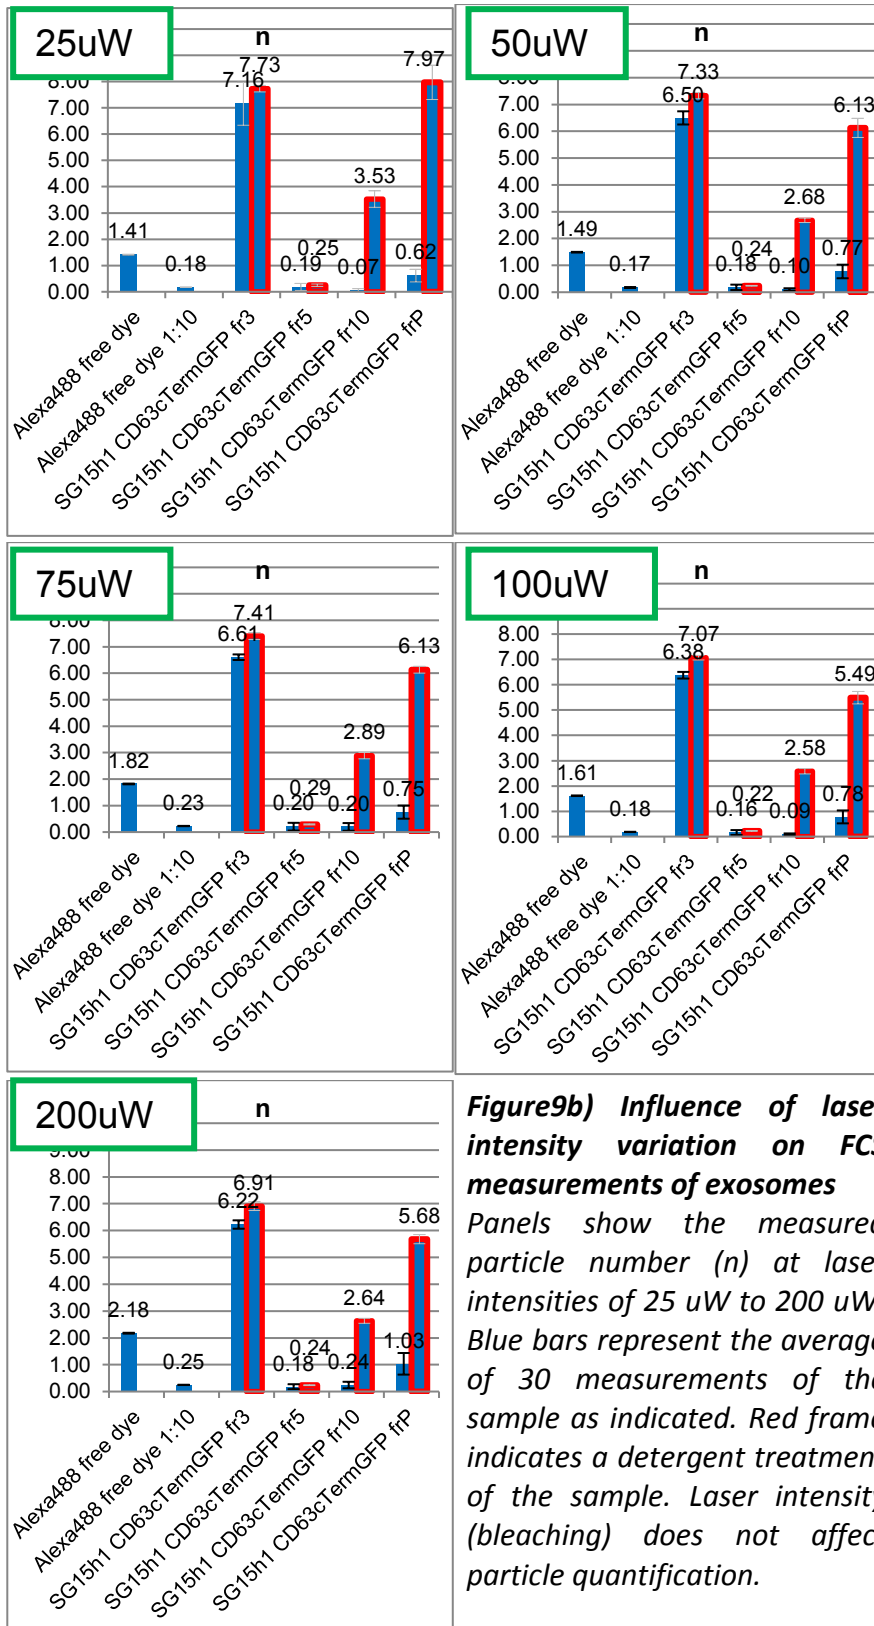 25uW
n
8.00
7.00
6.00
5.00
4.00
3.00
2.00
1.00
0.00
1.41
0.18
7.16
7.73
0.19
0.25
0.07
3.53
0.62
7.97
Alexa488 free dye
Alexa488 free dye 1:10
SG15h1 CD63cTermGFP fr3
SG15h1 CD63cTermGFP fr5
SG15h1 CD63cTermGFP fr10
SG15h1 CD63cTermGFP frP
50uW
n
8.00
7.00
6.00
5.00
4.00
3.00
2.00
1.00
0.00
1.49
0.17
6.50
7.33
0.18
0.24
0.10
2.68
0.77
6.13
Alexa488 free dye
Alexa488 free dye 1:10
SG15h1 CD63cTermGFP fr3
SG15h1 CD63cTermGFP fr5
SG15h1 CD63cTermGFP fr10
SG15h1 CD63cTermGFP frP
75uW
n
8.00
7.00
6.00
5.00
4.00
3.00
2.00
1.00
0.00
1.82
0.23
6.61
7.41
0.20
0.29
0.20
2.89
0.75
6.13
Alexa488 free dye
Alexa488 free dye 1:10
SG15h1 CD63cTermGFP fr3
SG15h1 CD63cTermGFP fr5
SG15h1 CD63cTermGFP fr10
SG15h1 CD63cTermGFP frP
100uW
n
8.00
7.00
6.00
5.00
4.00
3.00
2.00
1.00
0.00
1.61
0.18
6.38
7.07
0.16
0.22
0.09
2.58
0.78
5.49
Alexa488 free dye
Alexa488 free dye 1:10
SG15h1 CD63cTermGFP fr3
SG15h1 CD63cTermGFP fr5
SG15h1 CD63cTermGFP fr10
SG15h1 CD63cTermGFP frP
200uW
n
9.00
8.00
7.00
6.00
5.00
4.00
3.00
2.00
1.00
0.00
2.18
0.25
6.22
6.91
0.18
0.24
0.24
2.64
1.03
5.68
Alexa488 free dye
Alexa488 free dye 1:10
SG15h1 CD63cTermGFP fr3
SG15h1 CD63cTermGFP fr5
SG15h1 CD63cTermGFP fr10
SG15h1 CD63cTermGFP frP
Figure9b) Influence of lase
intensity variation on FCS
measurements of exosomes
Panels show the measured
particle number (n) at lase
intensities of 25 uW to 200 uW
Blue bars represent the average
of 30 measurements of the
sample as indicated. Red frame
indicates a detergent treatmen
of the sample. Laser intensity
(bleaching) does not affec
particle quantification.